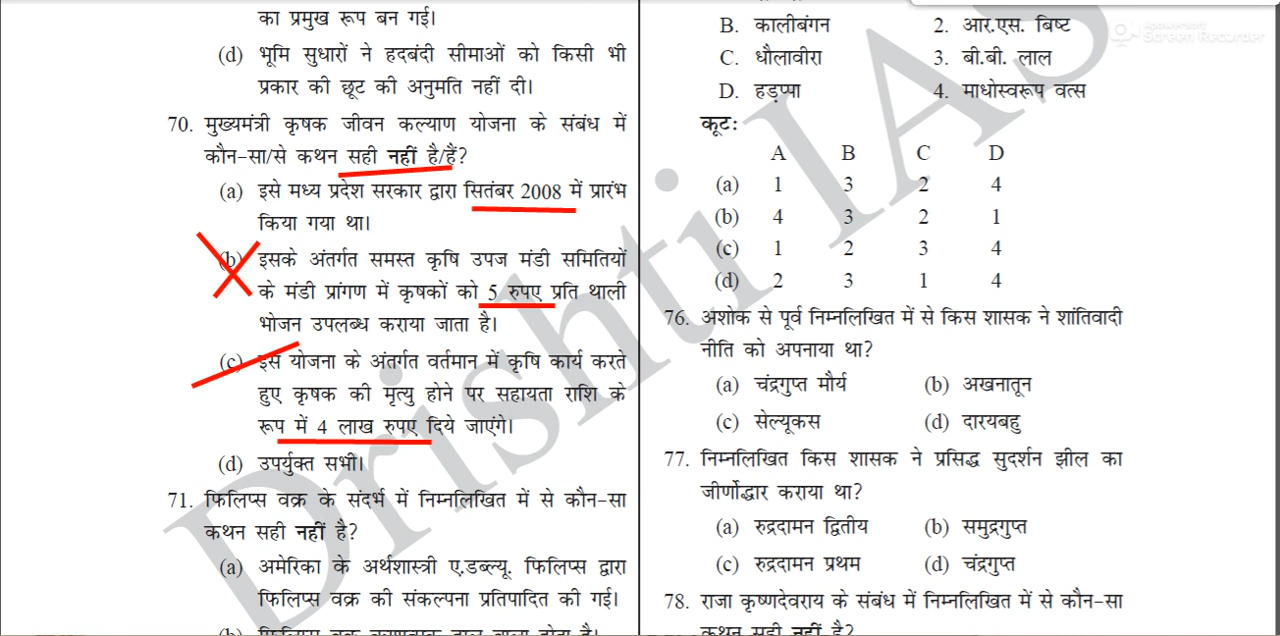 का प्रमुख रूप बन गई।
(d) भूमि सुधारों ने हदबंदी सीमाओं को किसी भी
प्रकार की छूट की अनुमति नहीं दी।
70. मुख्यमंत्री कृषक जीवन कल्याण योजना के संबंध में
कौन-सा/से कथन सही नहीं है/हैं?
(a) इसे मध्य प्रदेश सरकार द्वारा सितंबर 2008 में प्रारंभ
किया गया था।
(b) इसके अंतर्गत समस्त कृषि उपज मंडी समितियों
के मंडी प्रांगण में कृषकों को 5 रुपए प्रति थाली
भोजन उपलब्ध कराया जाता है।
(c) इस योजना के अंतर्गत वर्तमान में कृषि कार्य करते
हुए कृषक की मृत्यु होने पर सहायता राशि के
रूप में 4 लाख रुपए दिये जाएंगे।
(d) उपर्युक्त सभी।
71. फिलिप्स वक्र के संदर्भ में निम्नलिखित में से कौन-सा
कथन सही नहीं है?
(a) अमेरिका के अर्थशास्त्री ए.डब्ल्यू. फिलिप्स द्वारा
फिलिप्स वक्र की संकल्पना प्रतिपादित की गई।
B. कालीबंगन 2. आर.एस. बिष्ट
C. धौलावीरा 3. बी.बी. लाल
D. हड़प्पा 4. माधोस्वरूप वत्स
कूट:
A B C D
(a) 1 3 2 4
(b) 4 3 2 1
(c) 1 2 3 4
(d) 2 3 1 4
76. अशोक से पूर्व निम्नलिखित में से किस शासक ने शांतिवादी
नीति को अपनाया था?
(a) चंद्रगुप्त मौर्य (b) अखनातून
(c) सेल्यूकस (d) दारयबहु
77. निम्नलिखित किस शासक ने प्रसिद्ध सुदर्शन झील का
जीर्णोद्धार कराया था?
(a) रुद्रदामन द्वितीय (b) समुद्रगुप्त
(c) रुद्रदामन प्रथम (d) चंद्रगुप्त
78. राजा कृष्णदेवराय के संबंध में निम्नलिखित में से कौन-सा
कथन सही नहीं है?
Drishti IAS
Apowersoft
Screen Recorder